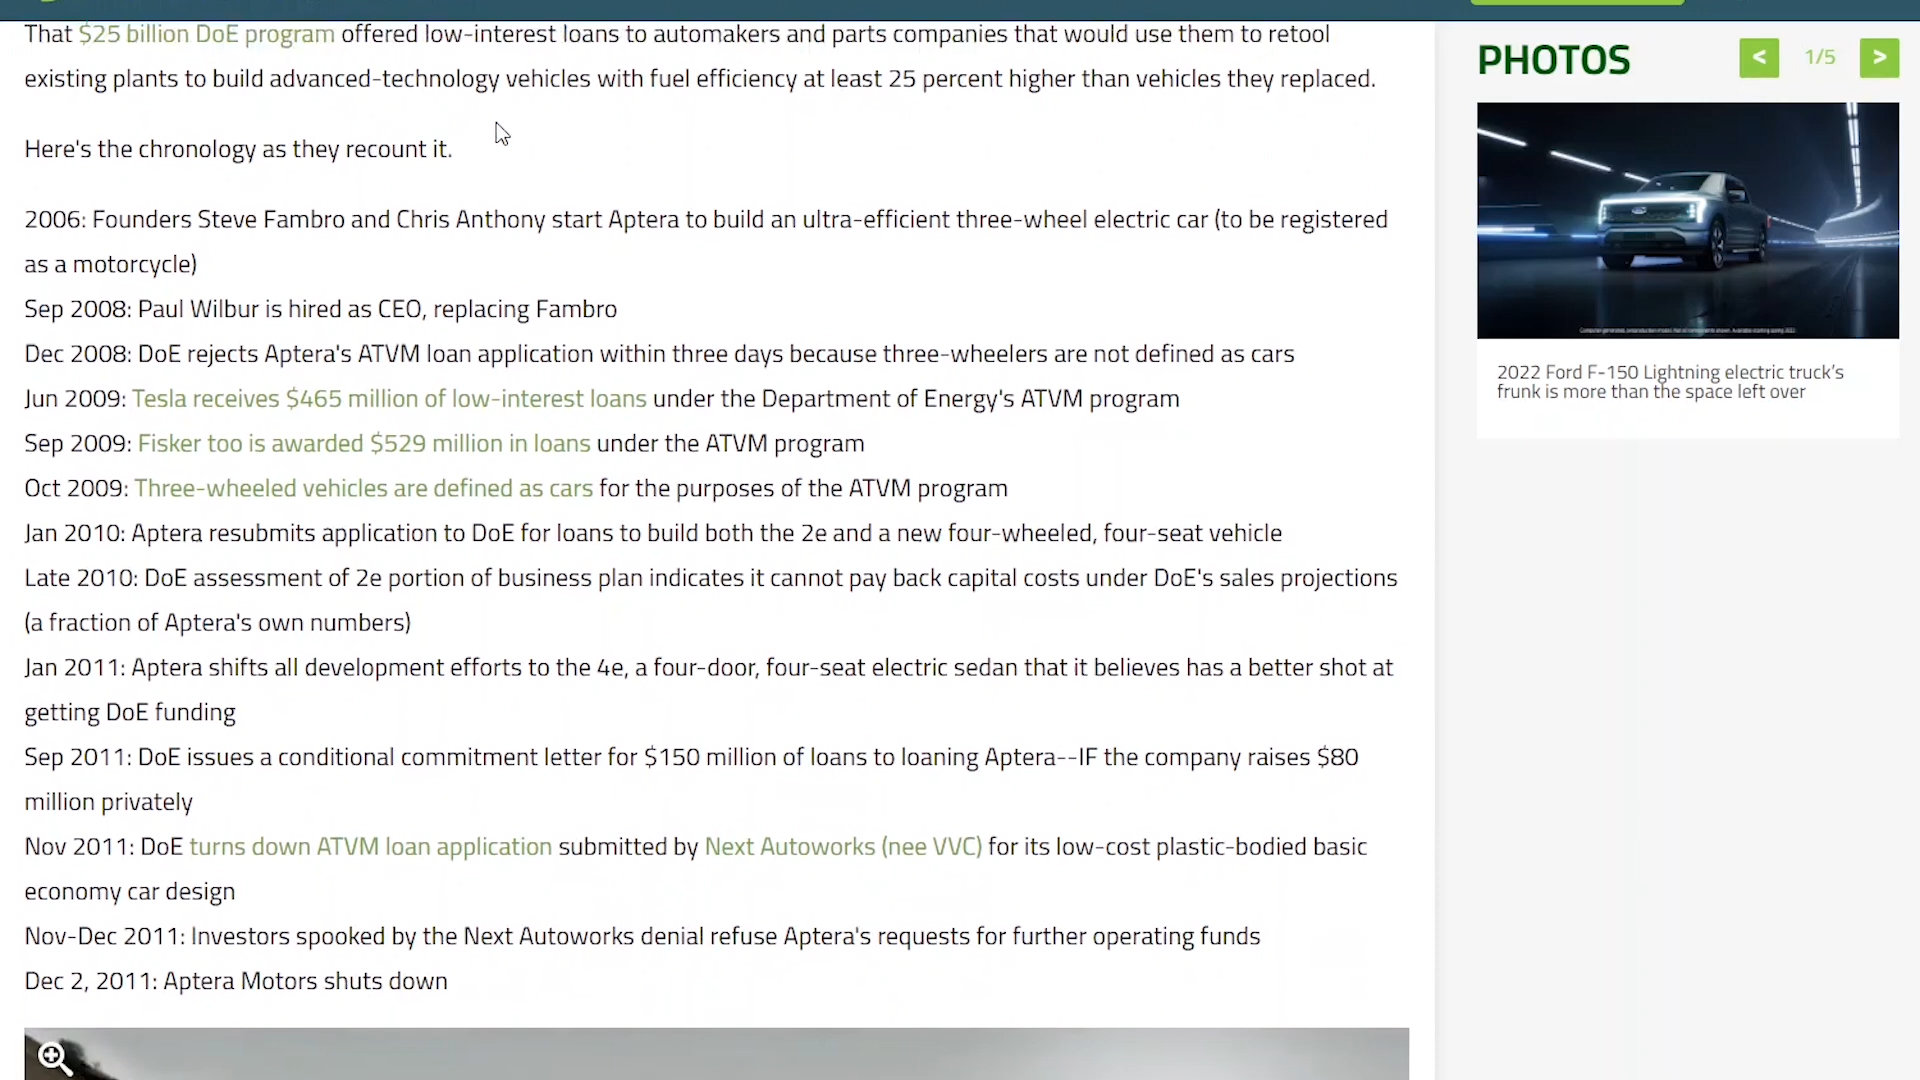 That $25 billion DoE program offered low-interest loans to automakers and parts companies that would use them to retool
existing plants to build advanced-technology vehicles with fuel efficiency at least 25 percent higher than vehicles they replaced.
Here's the chronology as they recount it.
2006: Founders Steve Fambro and Chris Anthony start Aptera to build an ultra-efficient three-wheel electric car (to be registered
as a motorcycle)
Sep 2008: Paul Wilbur is hired as CEO, replacing Fambro
Dec 2008: DoE rejects Aptera's ATVM loan application within three days because three-wheelers are not defined as cars
Jun 2009: Tesla receives $465 million of low-interest loans under the Department of Energy's ATVM program
Sep 2009: Fisker too is awarded $529 million in loans under the ATVM program
Oct 2009: Three-wheeled vehicles are defined as cars for the purposes of the ATVM program
Jan 2010: Aptera resubmits application to DoE for loans to build both the 2e and a new four-wheeled, four-seat vehicle
Late 2010: DoE assessment of 2e portion of business plan indicates it cannot pay back capital costs under DoE's sales projections
(a fraction of Aptera's own numbers)
Jan 2011: Aptera shifts all development efforts to the 4e, a four-door, four-seat electric sedan that it believes has a better shot at
getting DoE funding
Sep 2011: DoE issues a conditional commitment letter for $150 million of loans to loaning Aptera--IF the company raises $80
million privately
Nov 2011: DoE turns down ATVM loan application submitted by Next Autoworks (nee VVC) for its low-cost plastic-bodied basic
economy car design
Nov-Dec 2011: Investors spooked by the Next Autoworks denial refuse Aptera's requests for further operating funds
Dec 2, 2011: Aptera Motors shuts down
PHOTOS
< 1/5 >
2022 Ford F-150 Lightning electric truck's
frunk is more than the space left over